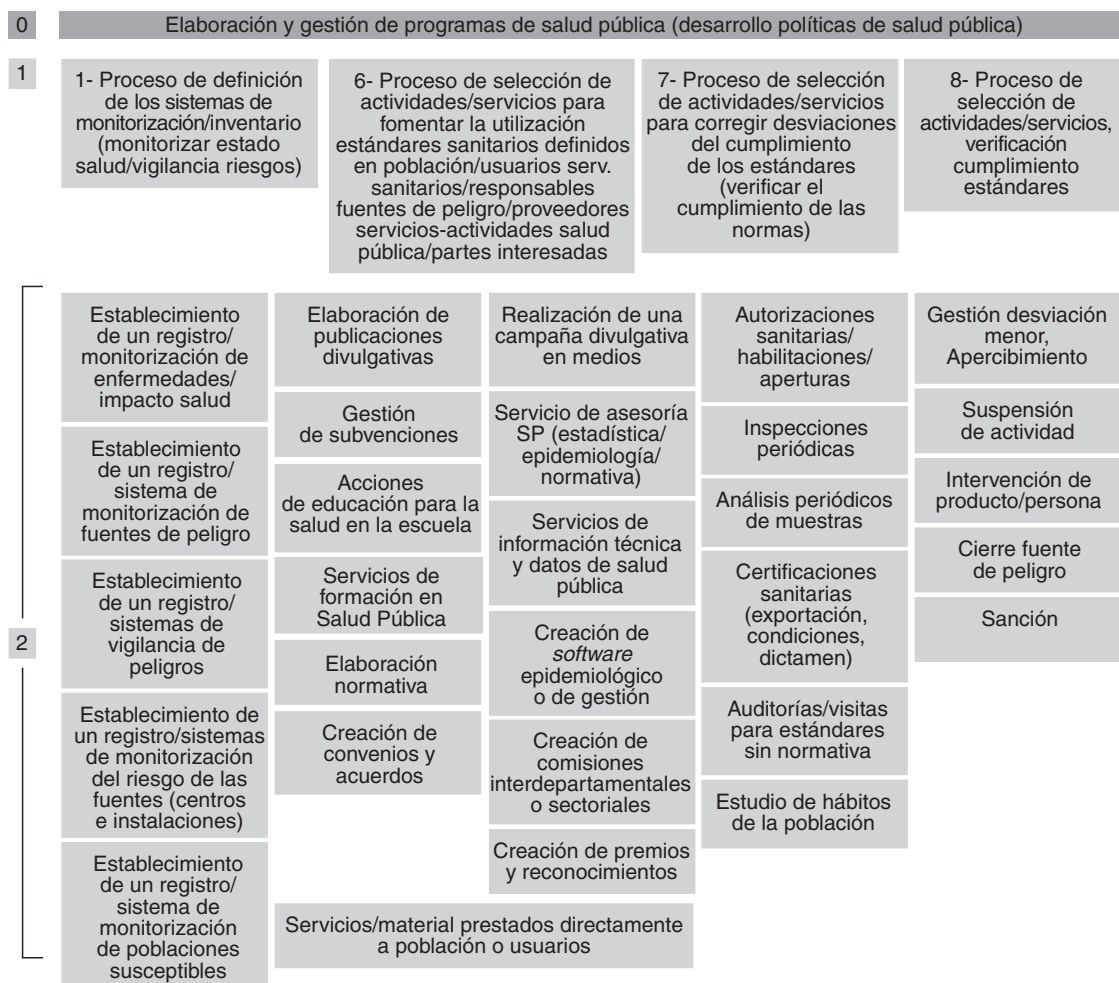 0
Elaboración y gestión de programas de salud pública (desarrollo políticas de salud pública)
1
1- Proceso de definición
de los sistemas de
monitorización/inventario
(monitorizar estado
salud/vigilancia riesgos)
6- Proceso de selección de
actividades/servicios para
fomentar la utilización
estándares sanitarios definidos
en población/usuarios serv.
sanitarios/responsables
fuentes de peligro/proveedores
servicios-actividades salud
pública/partes interesadas
7- Proceso de selección
de actividades/servicios
para corregir desviaciones
del cumplimiento
de los estándares
(verificar el
cumplimiento de las
normas)
8- Proceso de
selección de
actividades/servicios,
verificación
cumplimiento
estándares
2
Establecimiento
de un registro/
monitorización de
enfermedades/
impacto salud
Establecimiento
de un registro/
sistema de
monitorización de
fuentes de peligro
Establecimiento
de un registro/
sistemas de
vigilancia de
peligros
Establecimiento de
un registro/sistemas
de monitorización
del riesgo de las
fuentes (centros
e instalaciones)
Establecimiento
de un registro/
sistema de
monitorización
de poblaciones
susceptibles
Elaboración de
publicaciones
divulgativas
Gestión
de subvenciones
Acciones
de educación para la
salud en la escuela
Servicios de
formación en
Salud Pública
Elaboración
normativa
Creación de
convenios y
acuerdos
Realización de una
campaña divulgativa
en medios
Servicio de asesoría
SP (estadística/
epidemiología/
normativa)
Servicios de
información técnica
y datos de salud
pública
Creación de
software
epidemiológico
o de gestión
Creación de
comisiones
interdepartamentales
o sectoriales
Creación de premios
y reconocimientos
Servicios/material prestados directamente
a población o usuarios
Autorizaciones
sanitarias/
habilitaciones/
aperturas
Inspecciones
periódicas
Análisis periódicos
de muestras
Certificaciones
sanitarias
(exportación,
condiciones,
dictamen)
Auditorías/visitas
para estándares
sin normativa
Estudio de hábitos
de la población
Gestión desviación
menor,
Apercibimiento
Suspensión
de actividad
Intervención de
producto/persona
Cierre fuente
de peligro
Sanción